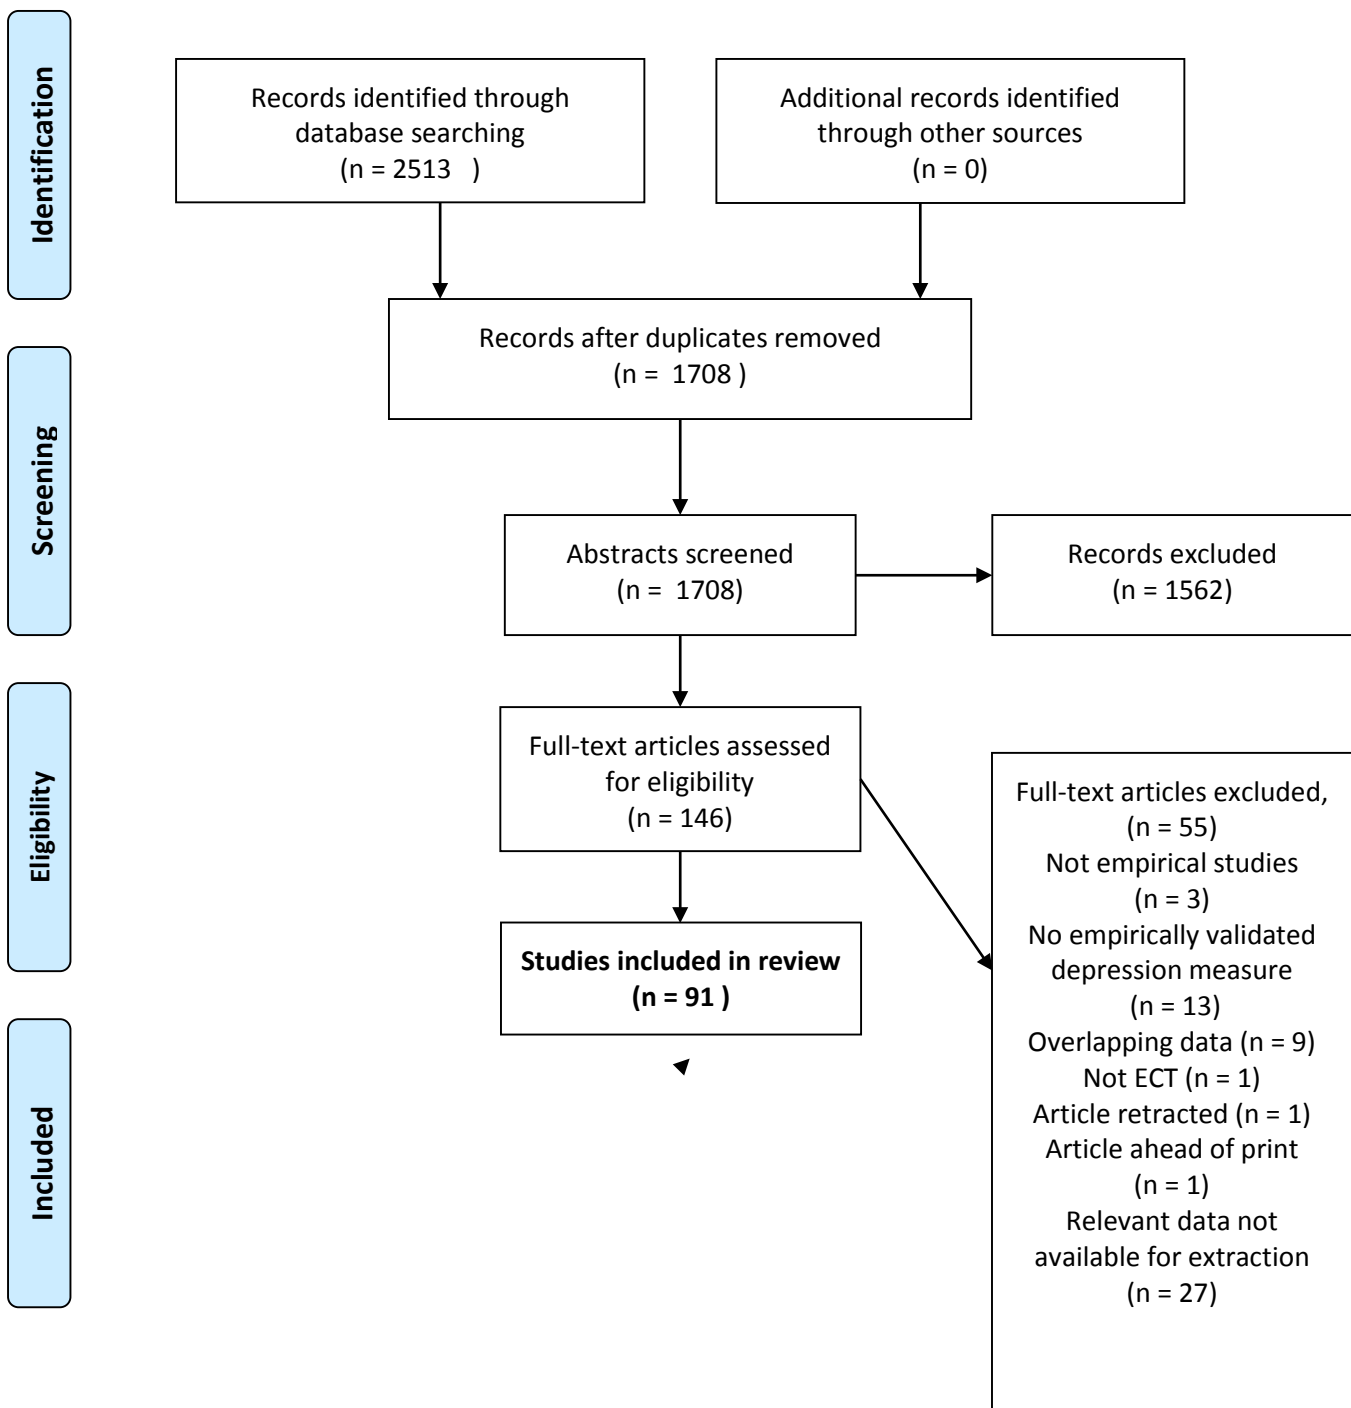 Identification
Records identified through
database searching
(n = 2513   )
Additional records identified
through other sources
(n = 0)
Records after duplicates removed
(n =  1708 )
Screening
Abstracts screened
(n =  1708)
Records excluded
(n = 1562)
Eligibility
Full-text articles assessed
for eligibility
(n = 146)
Full-text articles excluded,
(n = 55)
Not empirical studies
(n = 3)
No empirically validated
depression measure
(n = 13)
Overlapping data (n = 9)
Not ECT (n = 1)
Article retracted (n = 1)
Article ahead of print
(n = 1)
Relevant data not
available for extraction
(n = 27)
Studies included in review
(n = 91 )
Included